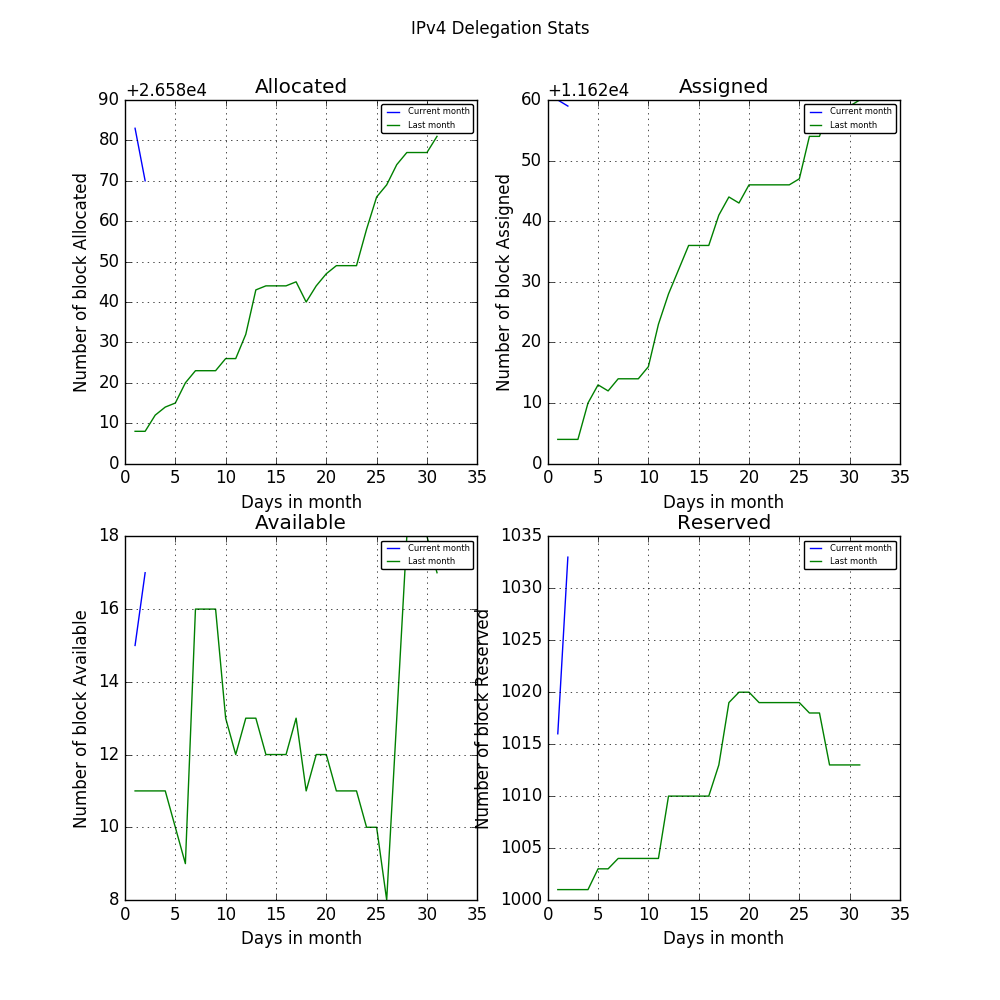 IPv4 Delegation Stats
+2.658e4
Allocated
Current month
Last month
Number of block Allocated
90
80
70
60
50
40
30
20
10
0
0 5 10 15 20 25 30 35
Days in month
+1.162e4
Assigned
Current month
Last month
Number of block Assigned
60
50
40
30
20
10
0
0 5 10 15 20 25 30 35
Days in month
Available
Current month
Last month
Number of block Available
18
16
14
12
10
8
0 5 10 15 20 25 30 35
Days in month
Reserved
Current month
Last month
Number of block Reserved
1035
1030
1025
1020
1015
1010
1005
1000
0 5 10 15 20 25 30 35
Days in month